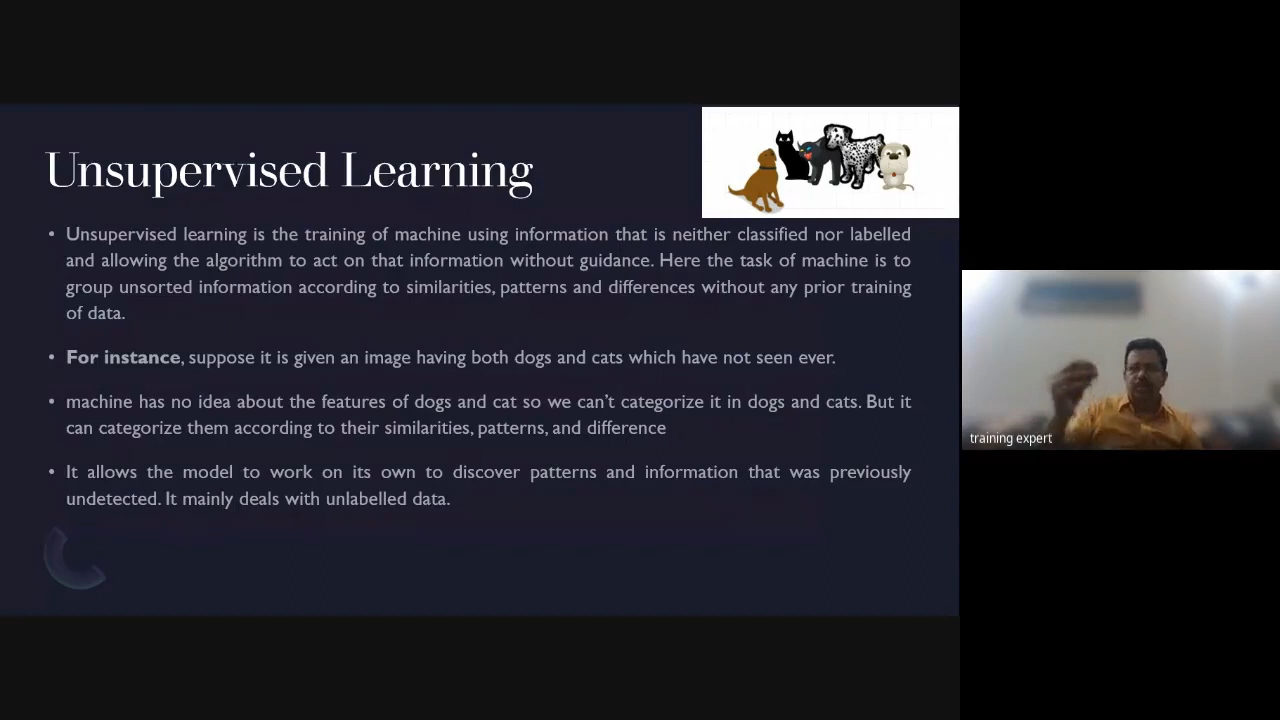 Unsupervised Learning
• Unsupervised learning is the training of machine using information that is neither classified nor labelled
and allowing the algorithm to act on that information without guidance. Here the task of machine is to
group unsorted information according to similarities, patterns and differences without any prior training
of data.
• For instance, suppose it is given an image having both dogs and cats which have not seen ever.
• machine has no idea about the features of dogs and cat so we can’t categorize it in dogs and cats. But it
can categorize them according to their similarities, patterns, and difference
• It allows the model to work on its own to discover patterns and information that was previously
undetected. It mainly deals with unlabelled data.
training expert